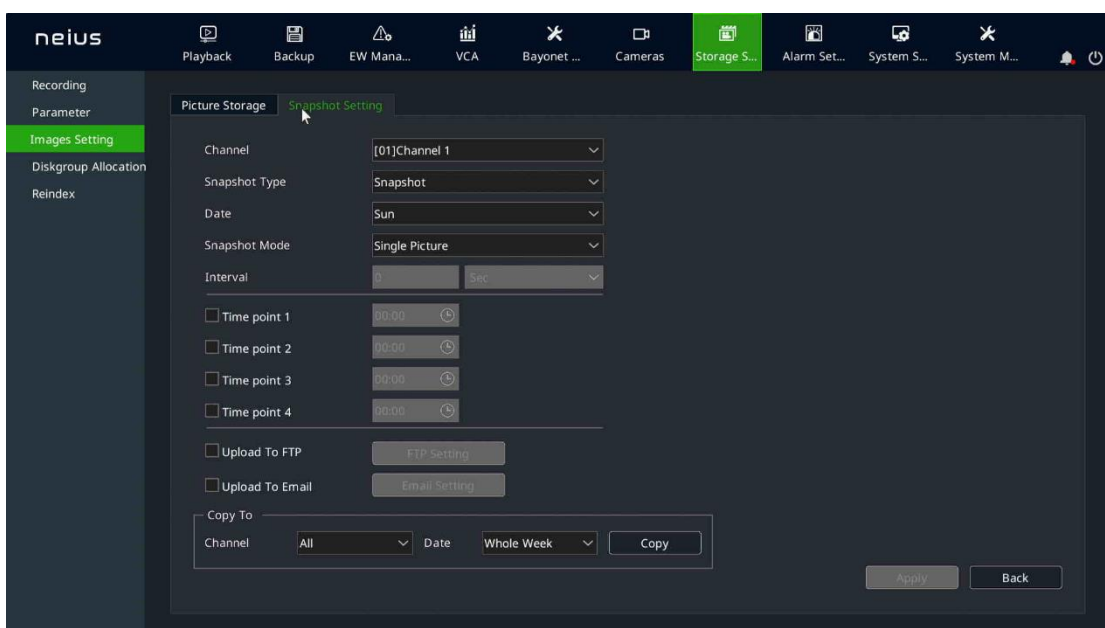 neius
Playback Backup EW Mana... VCA Bayonet ... Cameras Storage S... Alarm Set... System S... System M...
Recording
Parameter
Images Setting
Diskgroup Allocation
Reindex
Picture Storage Snapshot Setting
Channel [01]Channel 1
Snapshot Type Snapshot
Date Sun
Snapshot Mode Single Picture
Interval 0 Sec
Time point 1 00:00
Time point 2 00:00
Time point 3 00:00
Time point 4 00:00
Upload To FTP FTP Setting
Upload To Email Email Setting
Copy To
Channel All Date Whole Week Copy
Apply Back